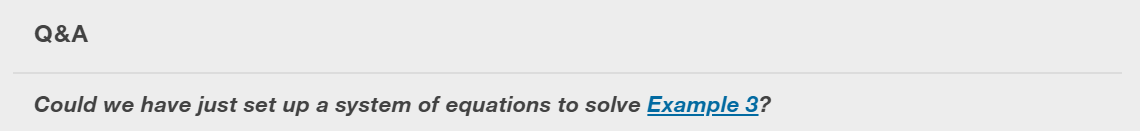 Q&A
Could we have just set up a system of equations to solve Example 3?